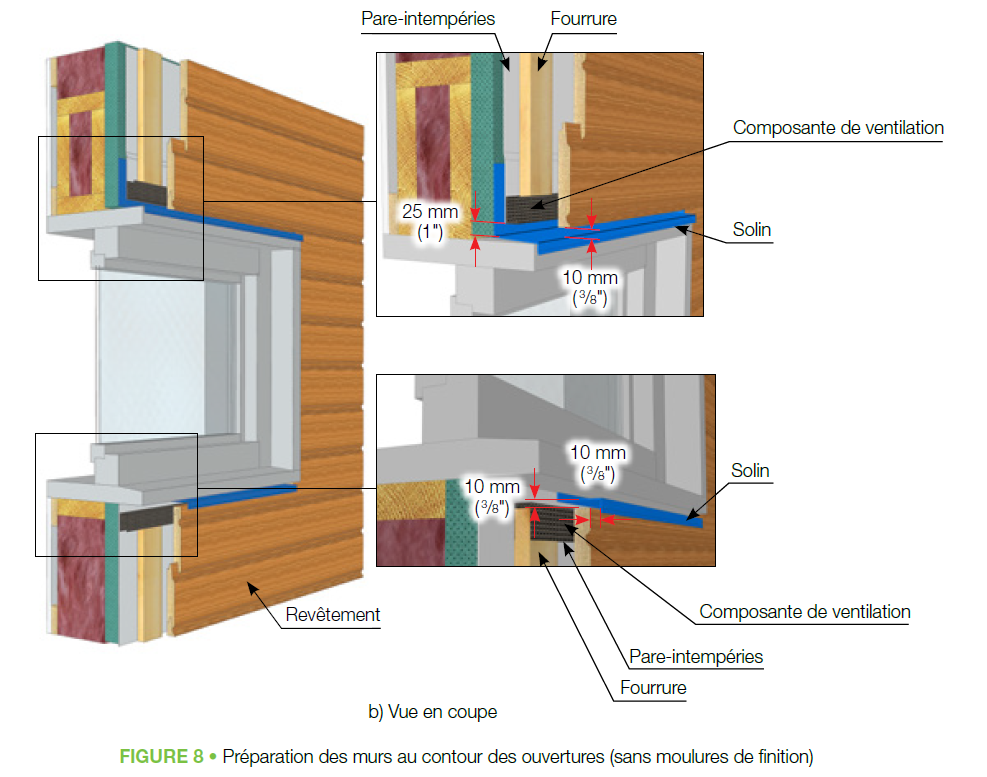 Pare-intempéries
Fourrure
Composante de ventilation
25 mm
(1")
Solin
10 mm
(3/8")
10 mm
(3/8")
10 mm
(3/8")
Solin
Revêtement
Composante de ventilation
Pare-intempéries
Fourrure
b) Vue en coupe
FIGURE 8 • Préparation des murs au contour des ouvertures (sans moulures de finition)